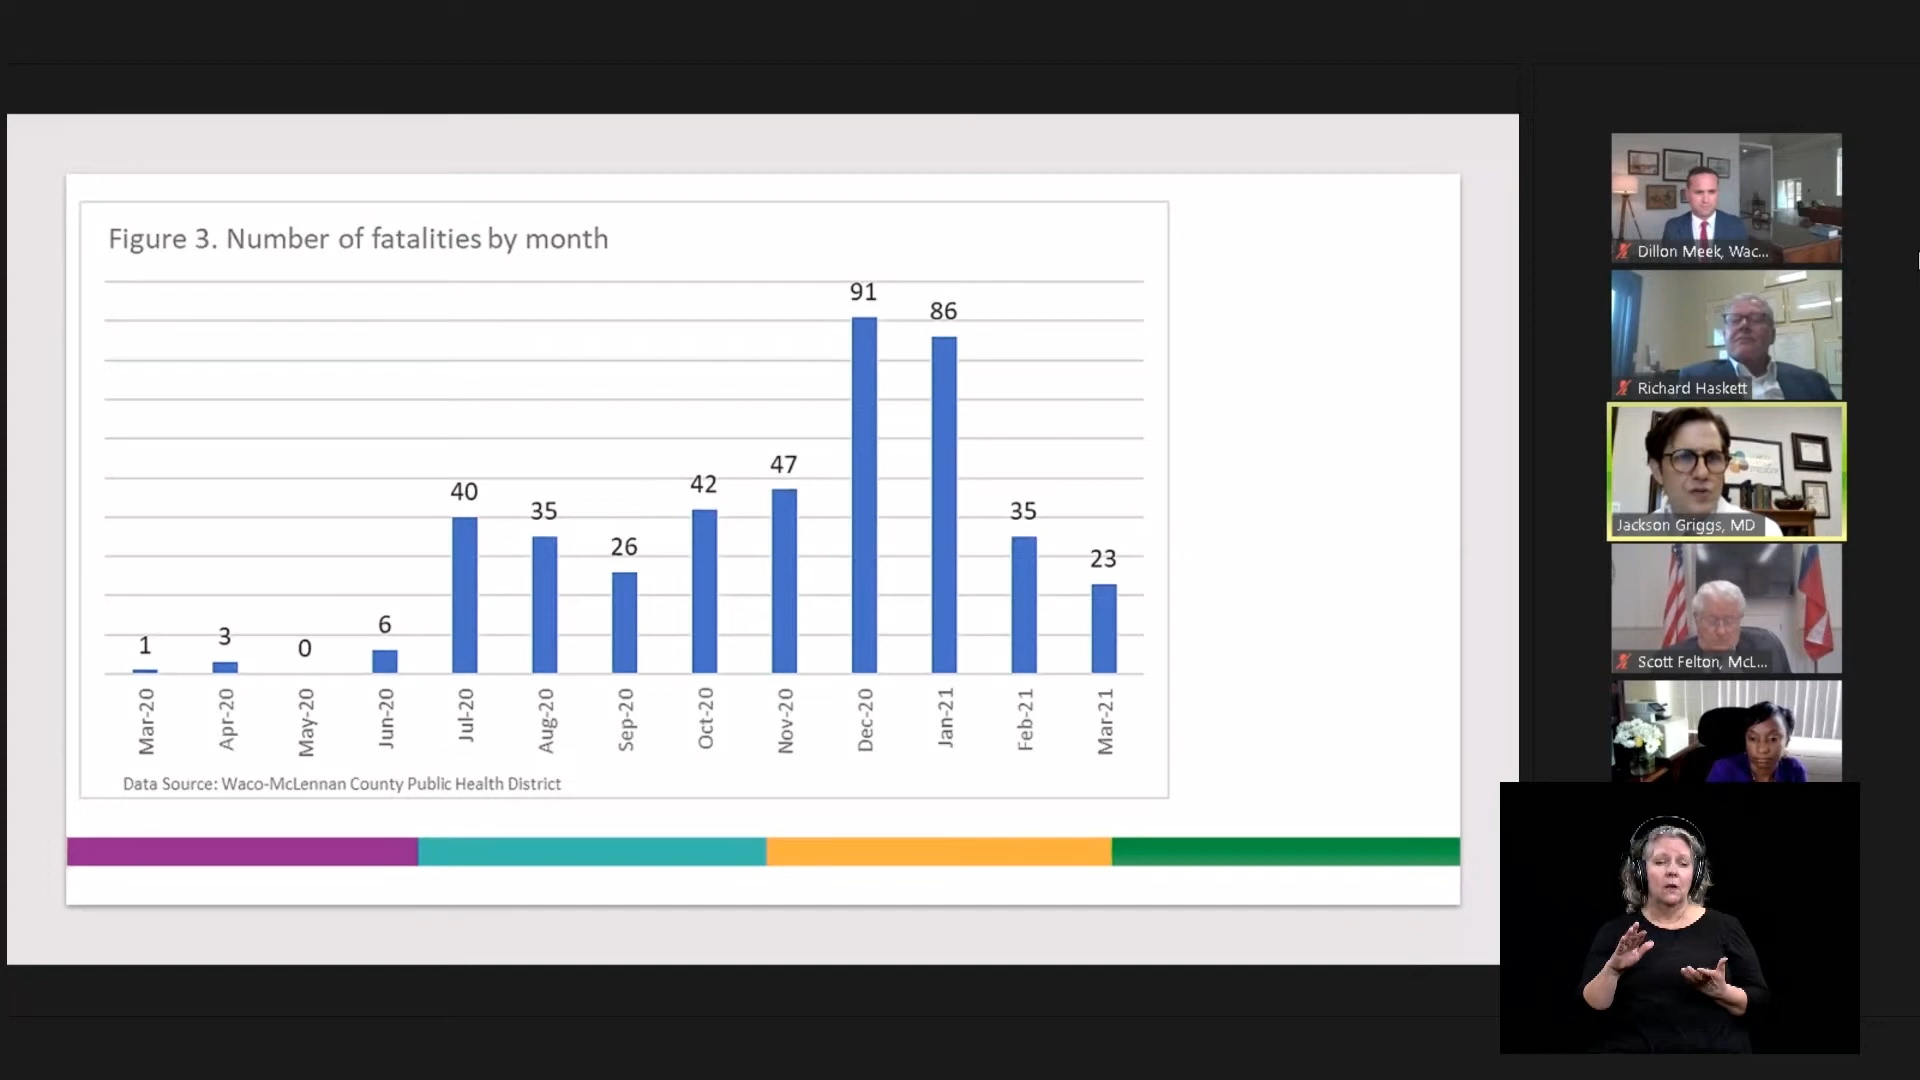 Figure 3. Number of fatalities by month
1
3
0
6
40
35
26
42
47
91
86
35
23
Mar-20
Apr-20
May-20
Jun-20
Jul-20
Aug-20
Sep-20
Oct-20
Nov-20
Dec-20
Jan-21
Feb-21
Mar-21
Data Source: Waco-McLennan County Public Health District
Dillon Meek, Wac...
Richard Haskett
Jackson Griggs, MD
Scott Felton, McL...